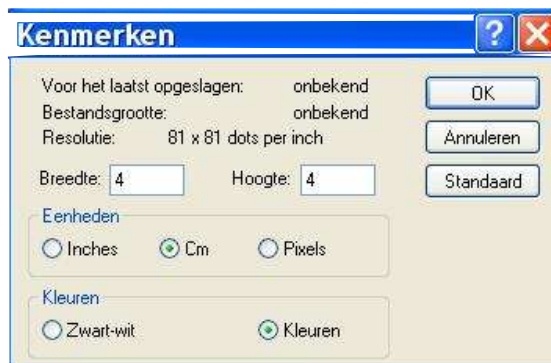 Kenmerken
Voor het laatst opgeslagen: onbekend
Bestandsgrootte: onbekend
Resolutie: 81 x 81 dots per inch
Breedte: 4 Hoogte: 4
Eenheden
Inches Cm Pixels
Kleuren
Zwart-wit Kleuren
OK
Annuleren
Standaard